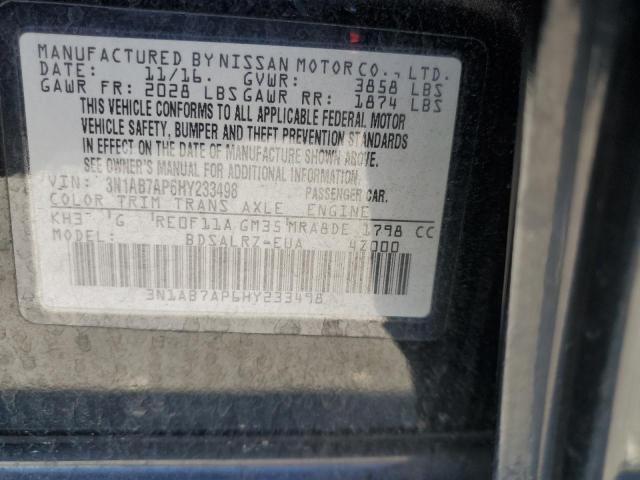 MANUFACTURED BY NISSAN MOTOR CO., LTD.
DATE: 11/16. GVWR: 3858 LBS
GAWR FR: 2028 LBS GAWR RR: 1874 LBS
THIS VEHICLE CONFORMS TO ALL APPLICABLE FEDERAL MOTOR
VEHICLE SAFETY, BUMPER AND THEFT PREVENTION STANDARDS
IN EFFECT ON THE DATE OF MANUFACTURE SHOWN ABOVE.
SEE OWNER'S MANUAL FOR ADDITIONAL INFORMATION.
VIN: 3N1AB7AP6HY233498 PASSENGER CAR.
COLOR TRIM TRANS AXLE ENGINE
KH3 G RE0F11A GM35 MRA8DE 1798 CC
BDSALRZ-EUA 4Z000
3N1AB7AP6HY233498